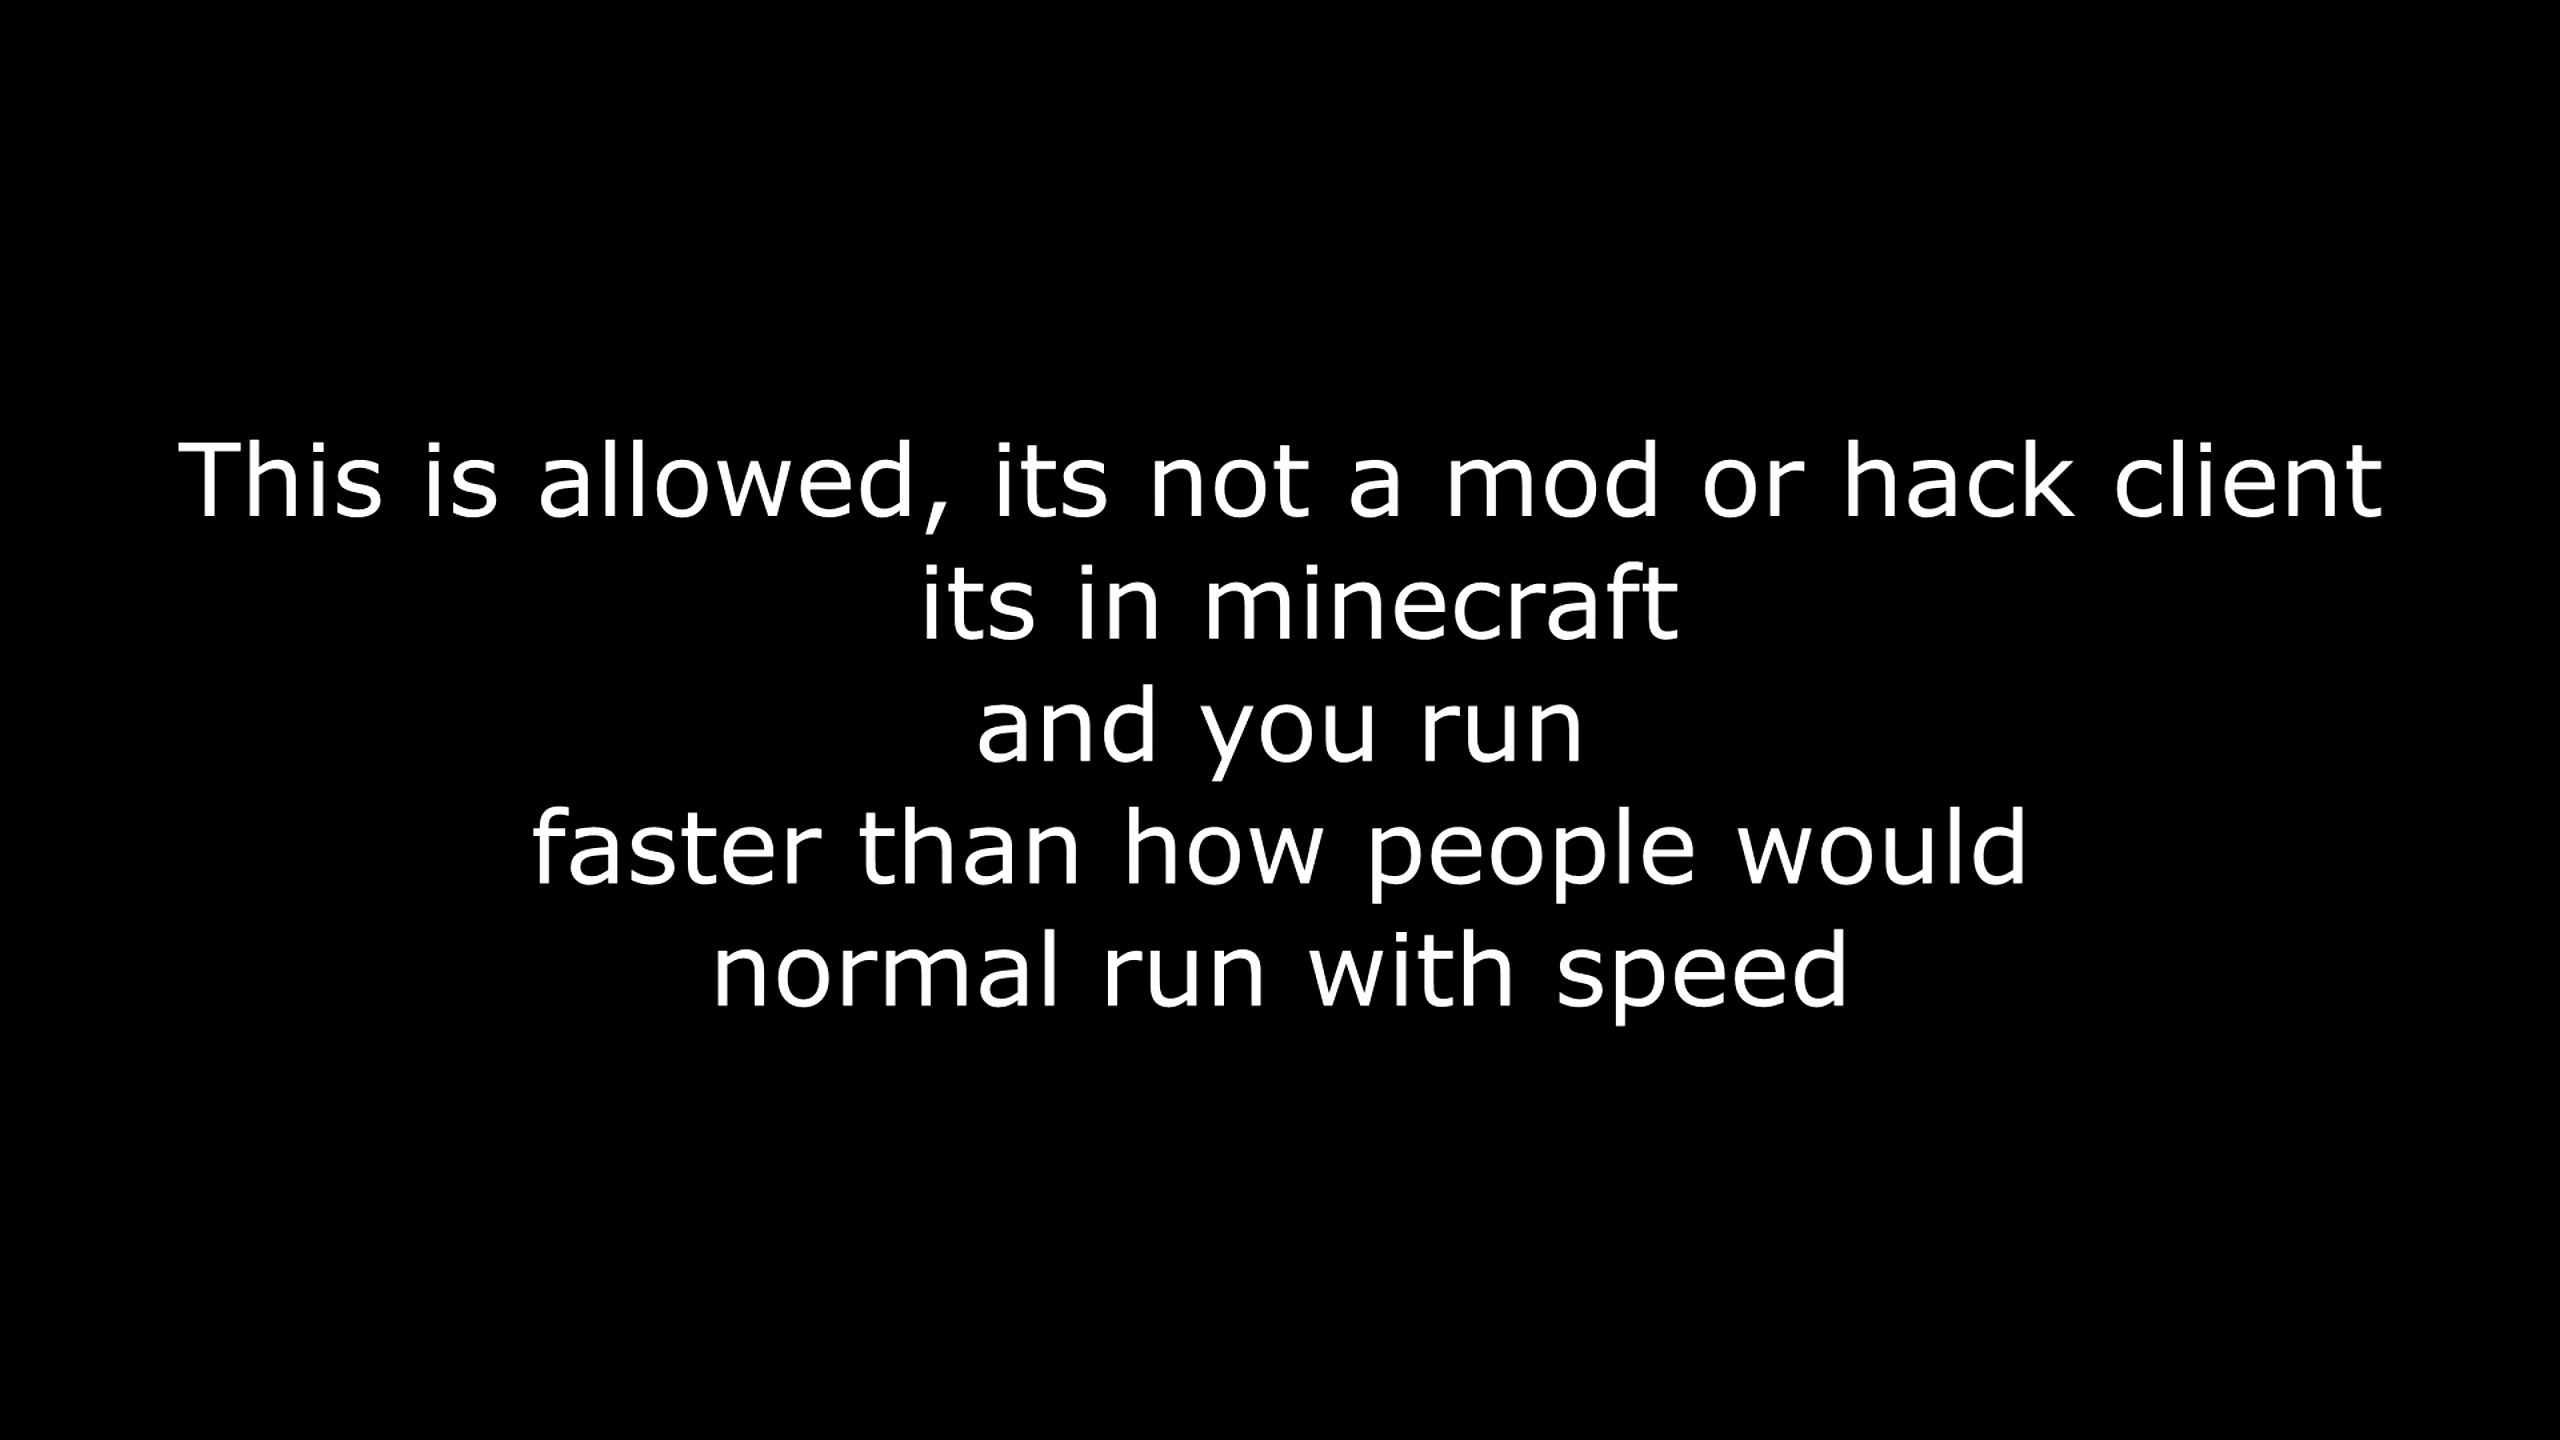 This is allowed, its not a mod or hack client
its in minecraft
and you run
faster than how people would
normal run with speed